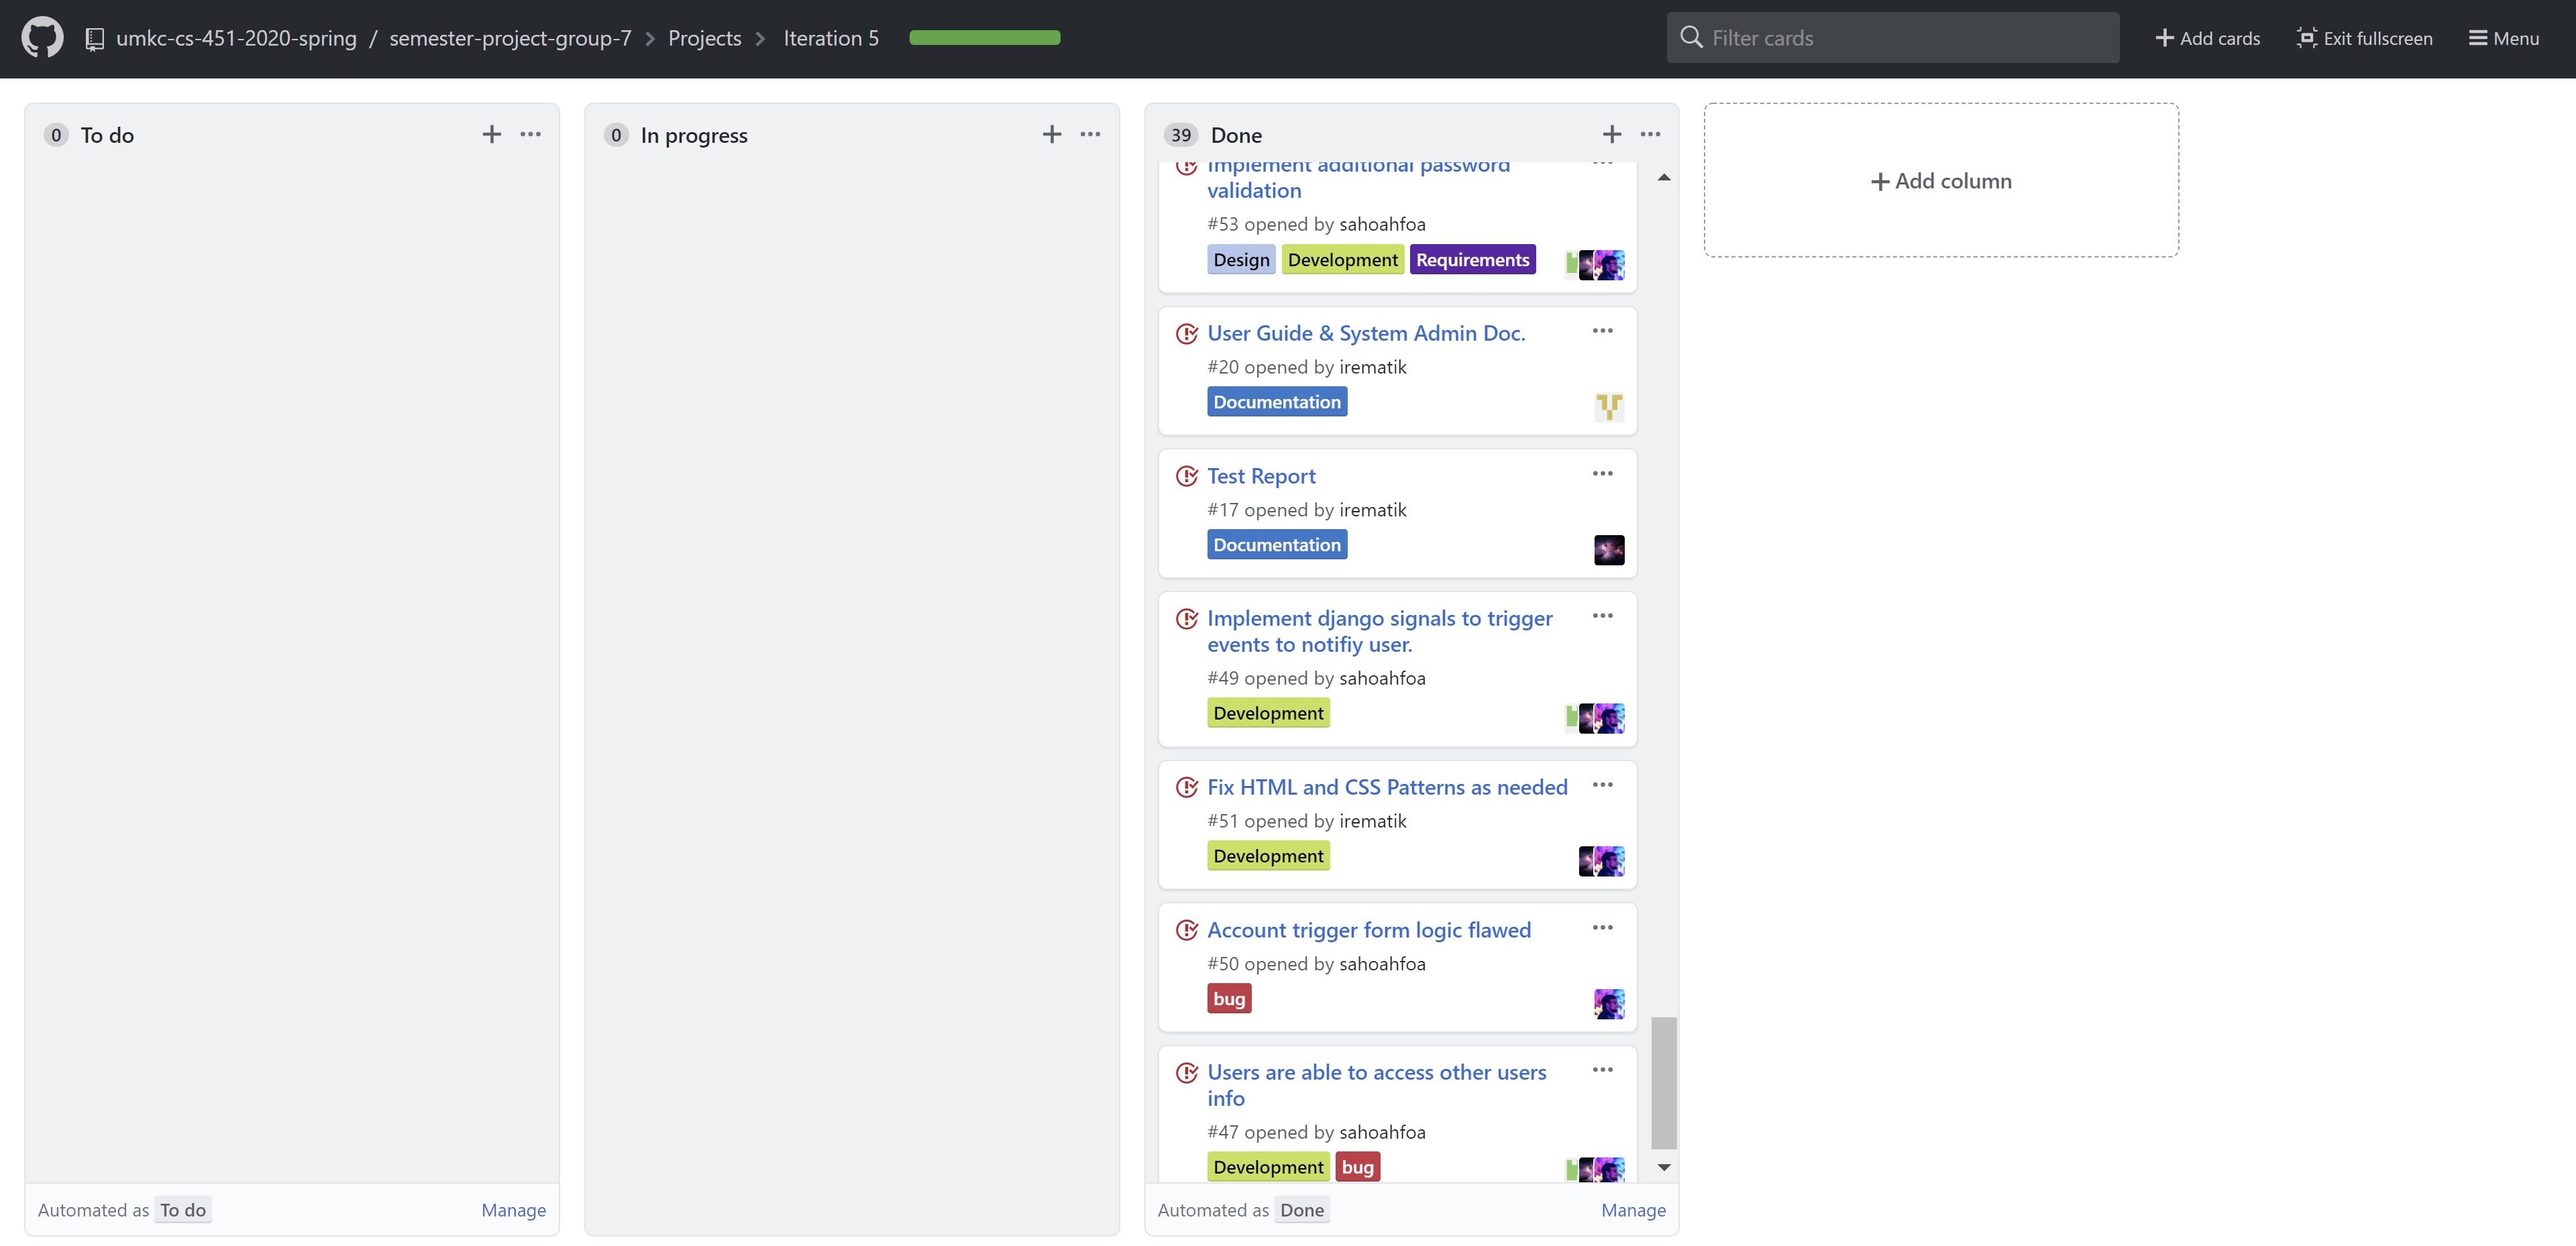 umkc-cs-451-2020-spring / semester-project-group-7 > Projects > Iteration 5
Filter cards
Add cards
Exit fullscreen
Menu
0 To do
0 In progress
39 Done
Add column
Implement additional password
validation
#53 opened by sahoahfoa
Design Development Requirements
User Guide & System Admin Doc.
#20 opened by irematik
Documentation
Test Report
#17 opened by irematik
Documentation
Implement django signals to trigger
events to notifiy user.
#49 opened by sahoahfoa
Development
Fix HTML and CSS Patterns as needed
#51 opened by irematik
Development
Account trigger form logic flawed
#50 opened by sahoahfoa
bug
Users are able to access other users
info
#47 opened by sahoahfoa
Development bug
Automated as To do Manage
Automated as Done Manage